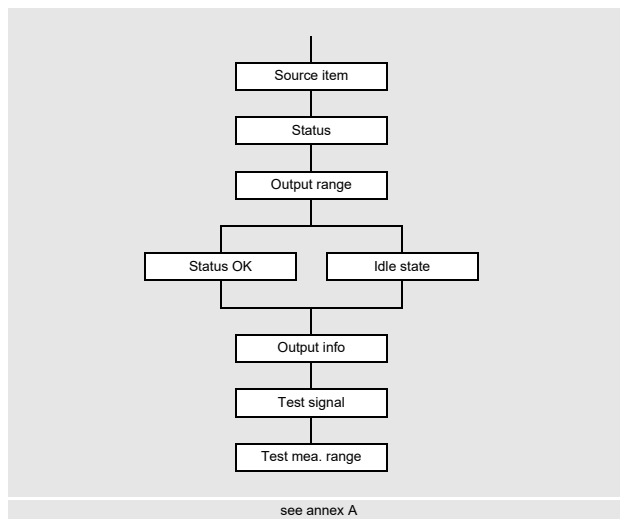 Source item
Status
Output range
Status OK
Idle state
Output info
Test signal
Test mea. range
see annex A